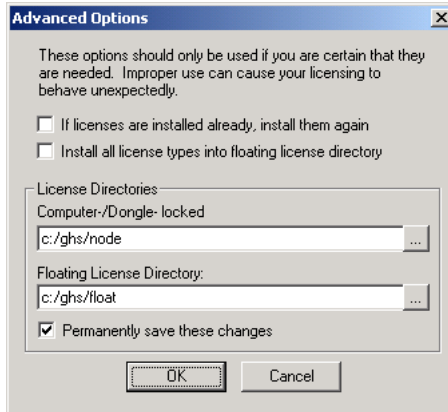 Advanced Options
These options should only be used if you are certain that they
are needed. Improper use can cause your licensing to
behave unexpectedly.
If licenses are installed already, install them again
Install all license types into floating license directory
License Directories
Computer-/Dongle- locked
c:/ghs/node
...
Floating License Directory:
c:/ghs/float
...
Permanently save these changes
OK
Cancel